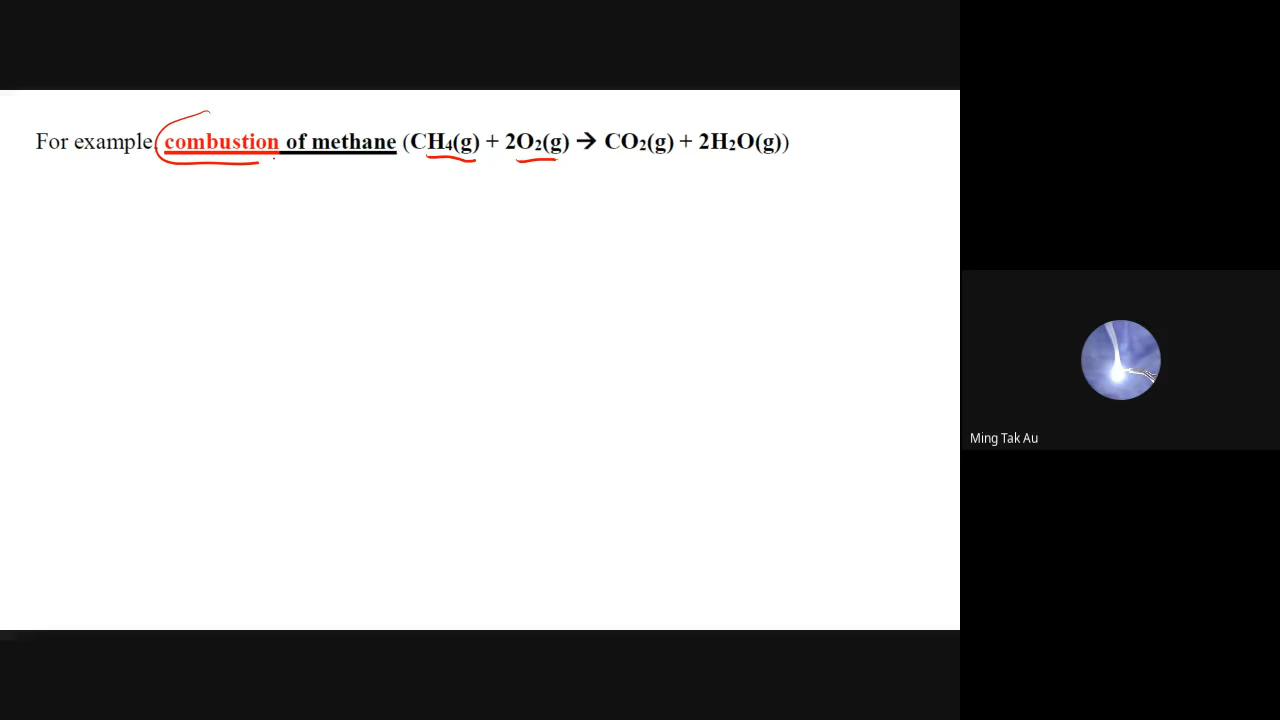 For example, combustion of methane (CH₄(g) + 2O₂(g) → CO₂(g) + 2H₂O(g))
Ming Tak Au